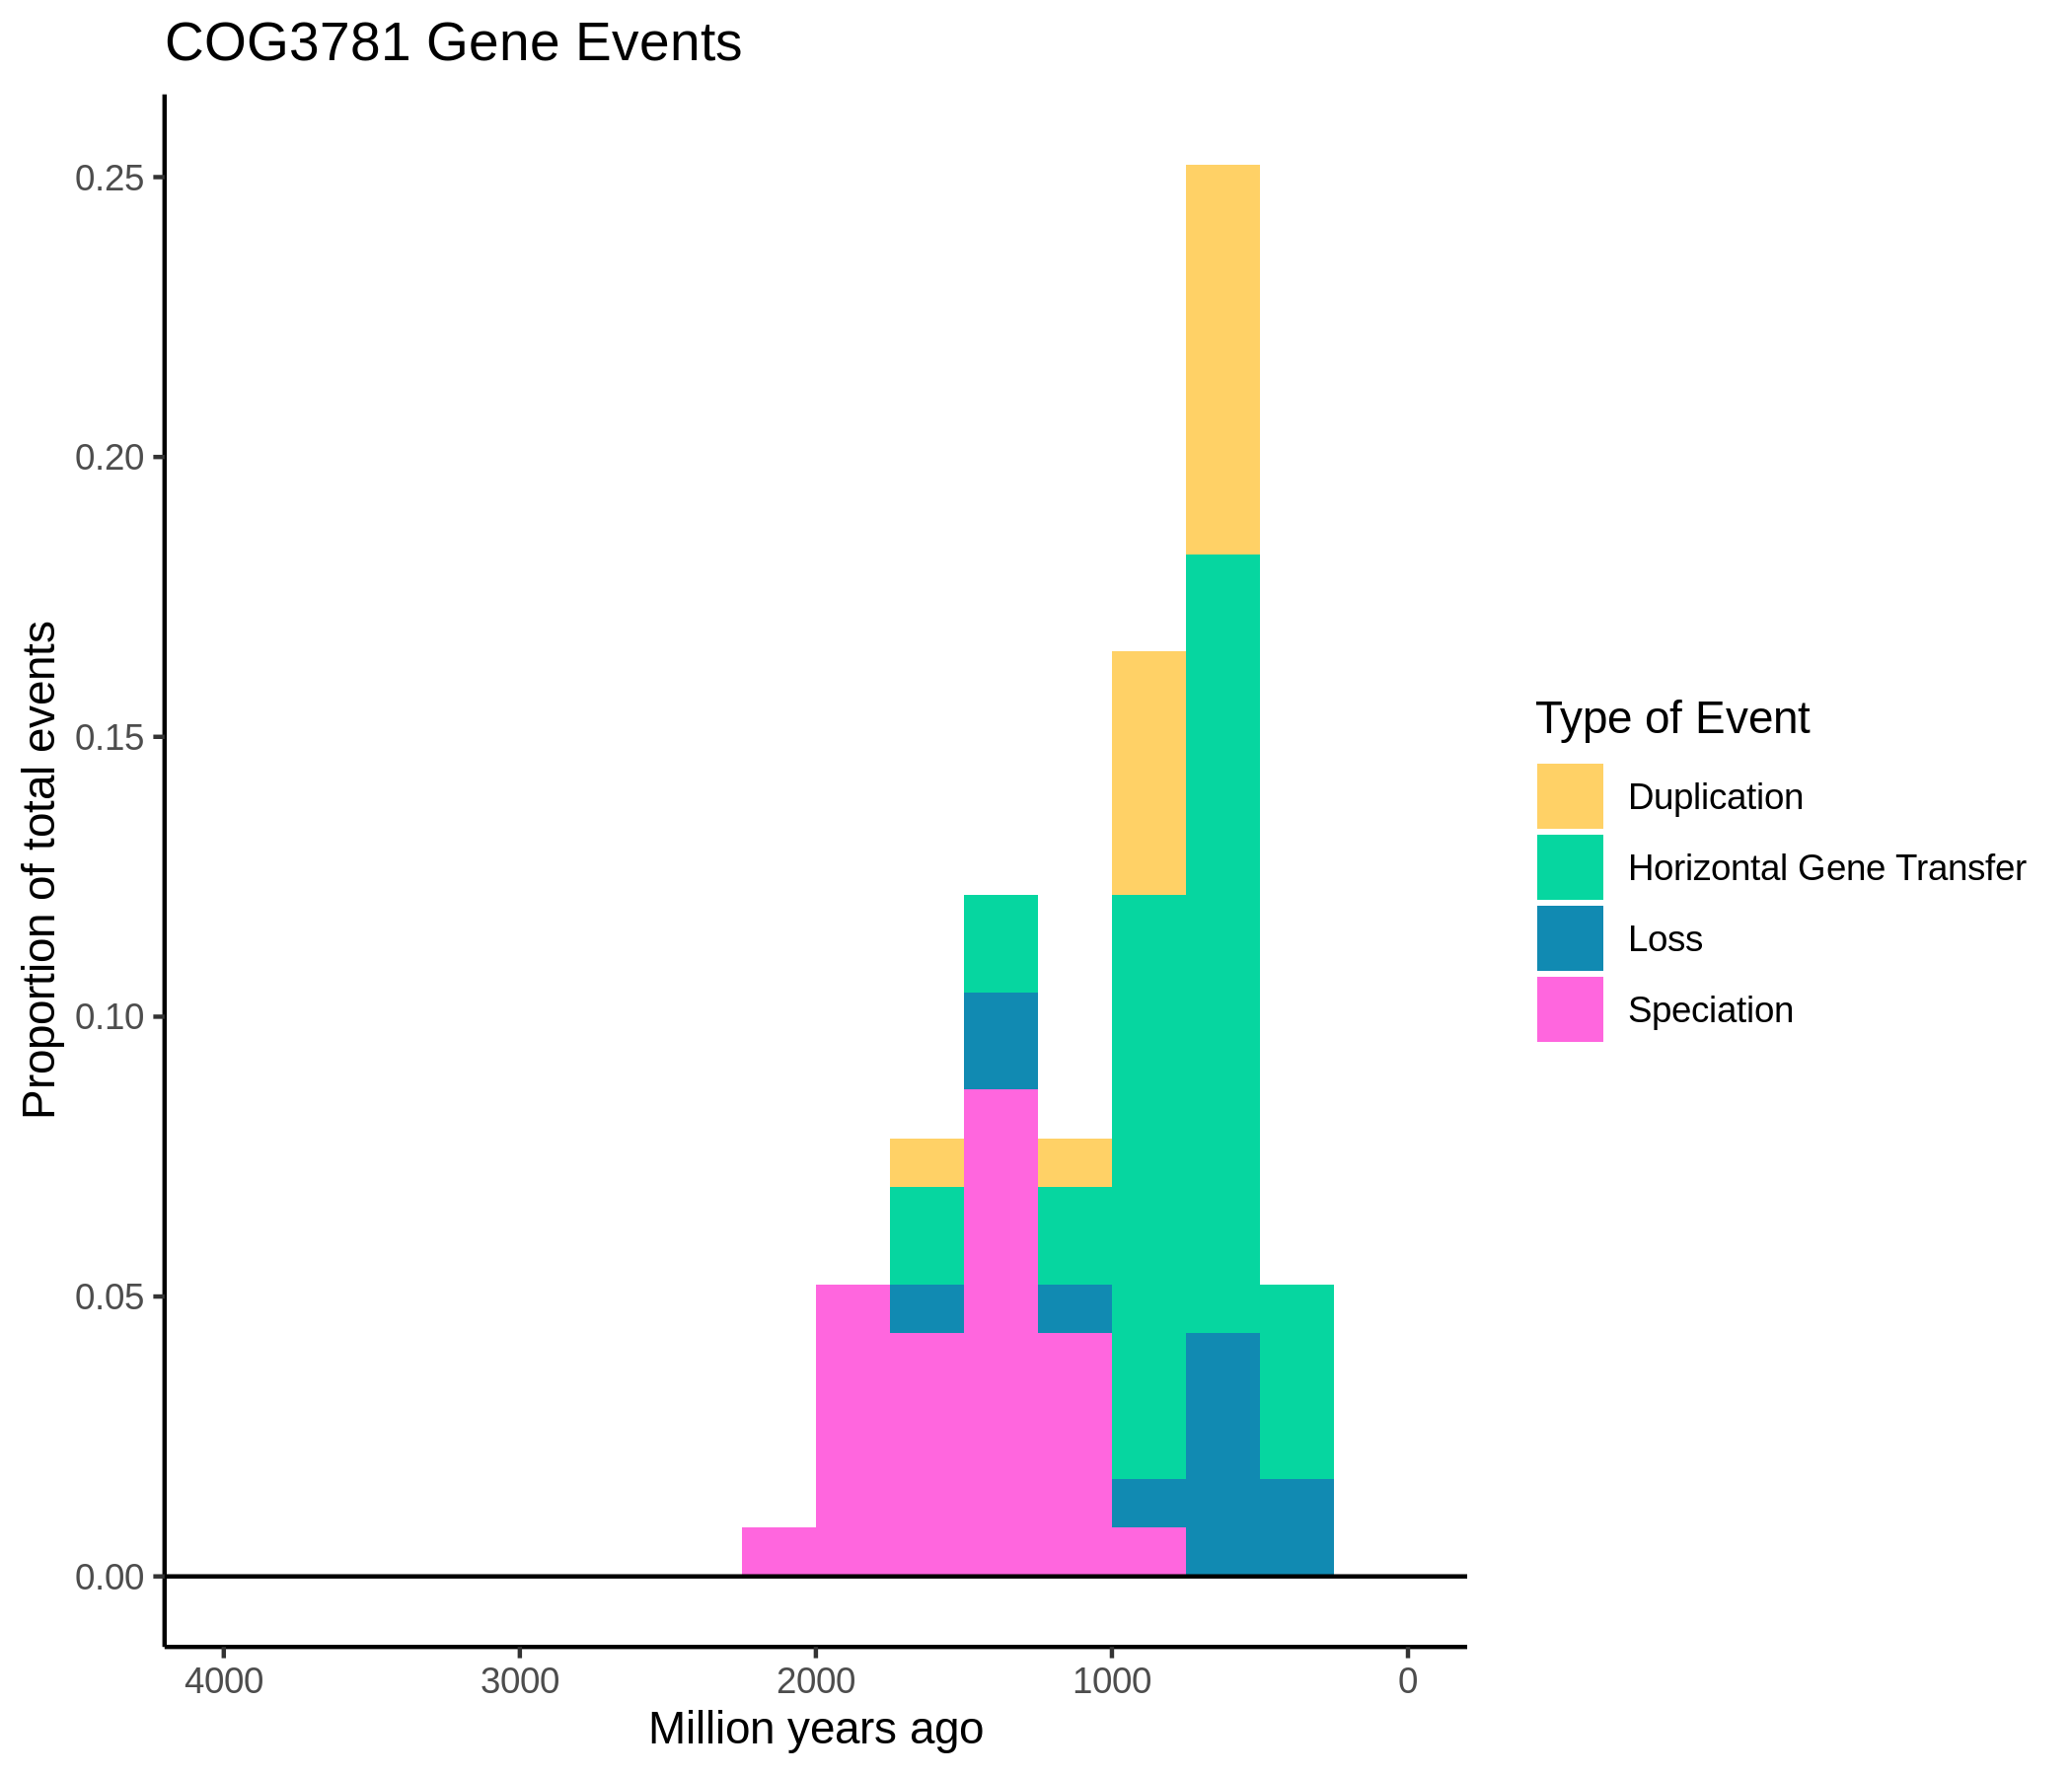 COG3781 Gene Events
Proportion of total events
0.25
0.20
0.15
0.10
0.05
0.00
4000 3000 2000 1000 0
Million years ago
Type of Event
Duplication
Horizontal Gene Transfer
Loss
Speciation